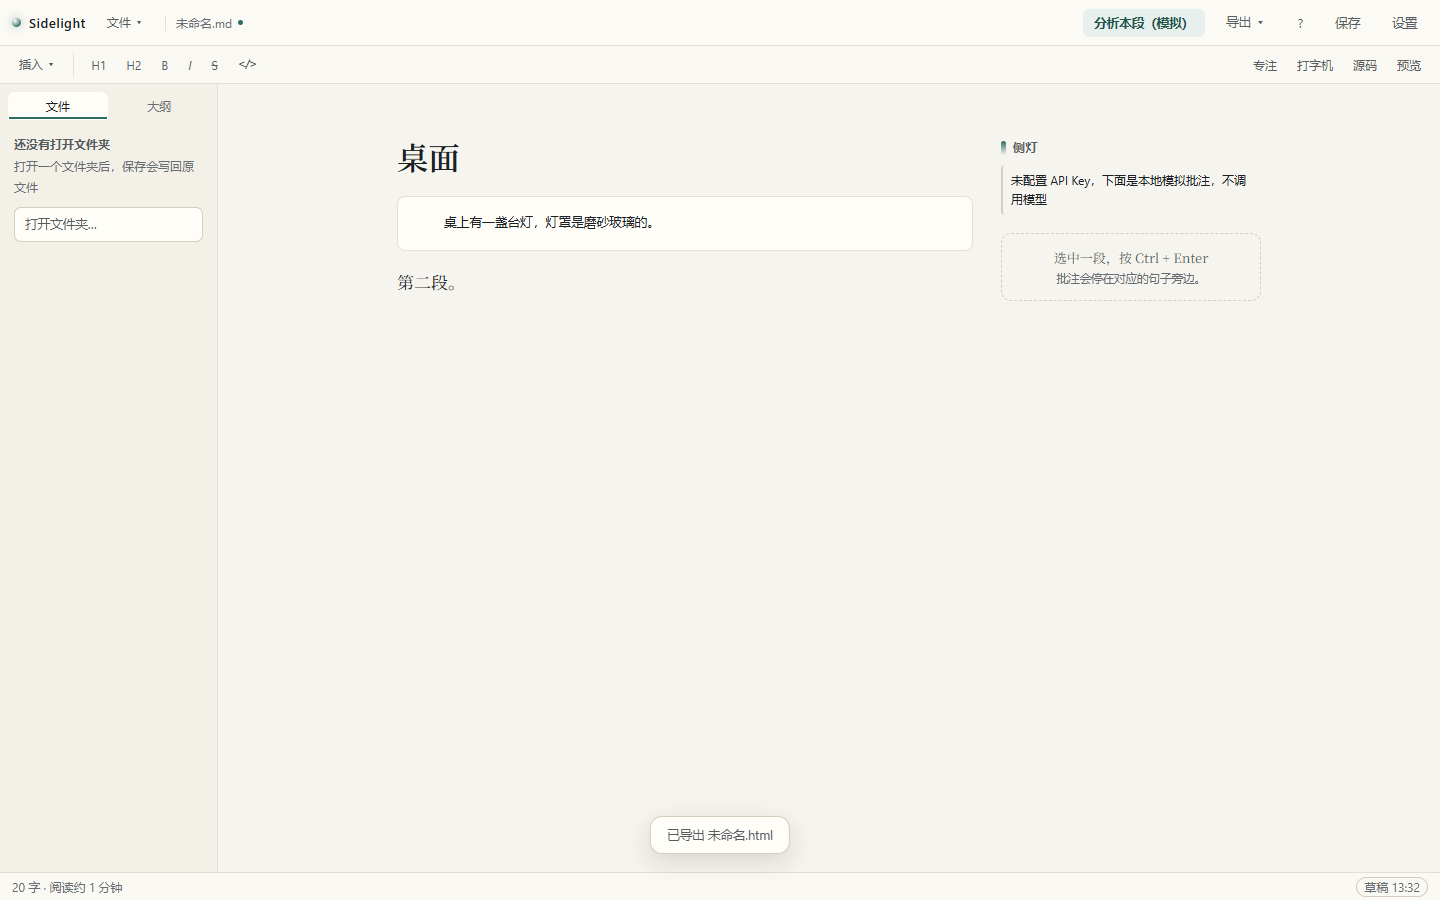 Sidelight 文件 ▾ 未命名.md ● 分析本段（模拟） 导出 ▾ ? 保存 设置
插入 ▾ H1 H2 B I S </> 专注 打字机 源码 预览
文件 大纲
还没有打开文件夹
打开一个文件夹后，保存会写回原
文件
打开文件夹...
桌面
桌上有一盏台灯，灯罩是磨砂玻璃的。
第二段。
侧灯
未配置 API Key，下面是本地模拟批注，不调
用模型
选中一段，按 Ctrl + Enter
批注会停在对应的句子旁边。
已导出 未命名.html
20 字 · 阅读约 1 分钟 草稿 13:32